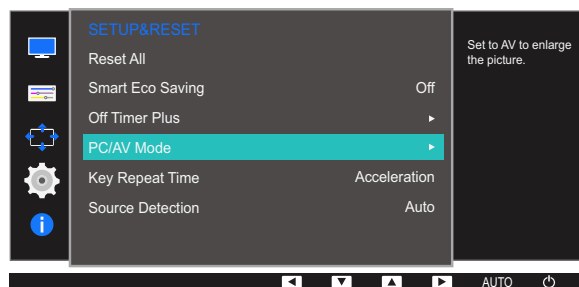 SETUP&RESET
Reset All
Smart Eco Saving Off
Off Timer Plus
PC/AV Mode
Key Repeat Time Acceleration
Source Detection Auto
Set to AV to enlarge
the picture.
AUTO